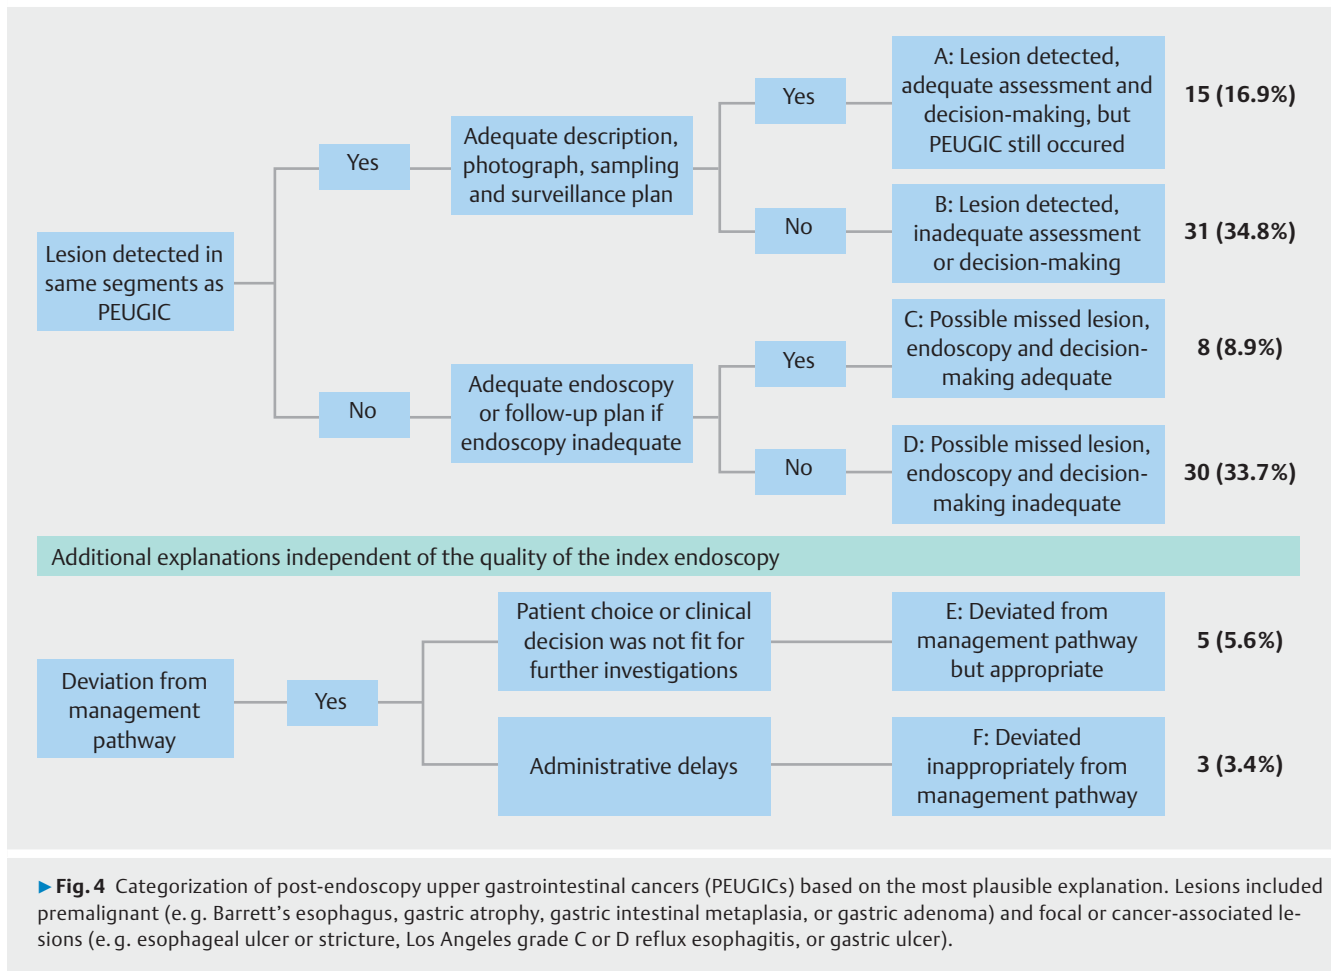 Lesion detected in
same segments as
PEUGIC
Yes
Adequate description,
photograph, sampling
and surveillance plan
Yes
A: Lesion detected,
adequate assessment and
decision-making, but
PEUGIC still occured
15 (16.9%)
No
B: Lesion detected,
inadequate assessment
or decision-making
31 (34.8%)
No
Adequate endoscopy
or follow-up plan if
endoscopy inadequate
Yes
C: Possible missed lesion,
endoscopy and decision-
making adequate
8 (8.9%)
No
D: Possible missed lesion,
endoscopy and decision-
making inadequate
30 (33.7%)
Additional explanations independent of the quality of the index endoscopy
Deviation from
management
pathway
Yes
Patient choice or clinical
decision was not fit for
further investigations
E: Deviated from
management pathway
but appropriate
5 (5.6%)
Administrative delays
F: Deviated
inappropriately from
management pathway
3 (3.4%)
▶ Fig. 4 Categorization of post-endoscopy upper gastrointestinal cancers (PEUGICs) based on the most plausible explanation. Lesions included
premalignant (e. g. Barrett's esophagus, gastric atrophy, gastric intestinal metaplasia, or gastric adenoma) and focal or cancer-associated le-
sions (e. g. esophageal ulcer or stricture, Los Angeles grade C or D reflux esophagitis, or gastric ulcer).